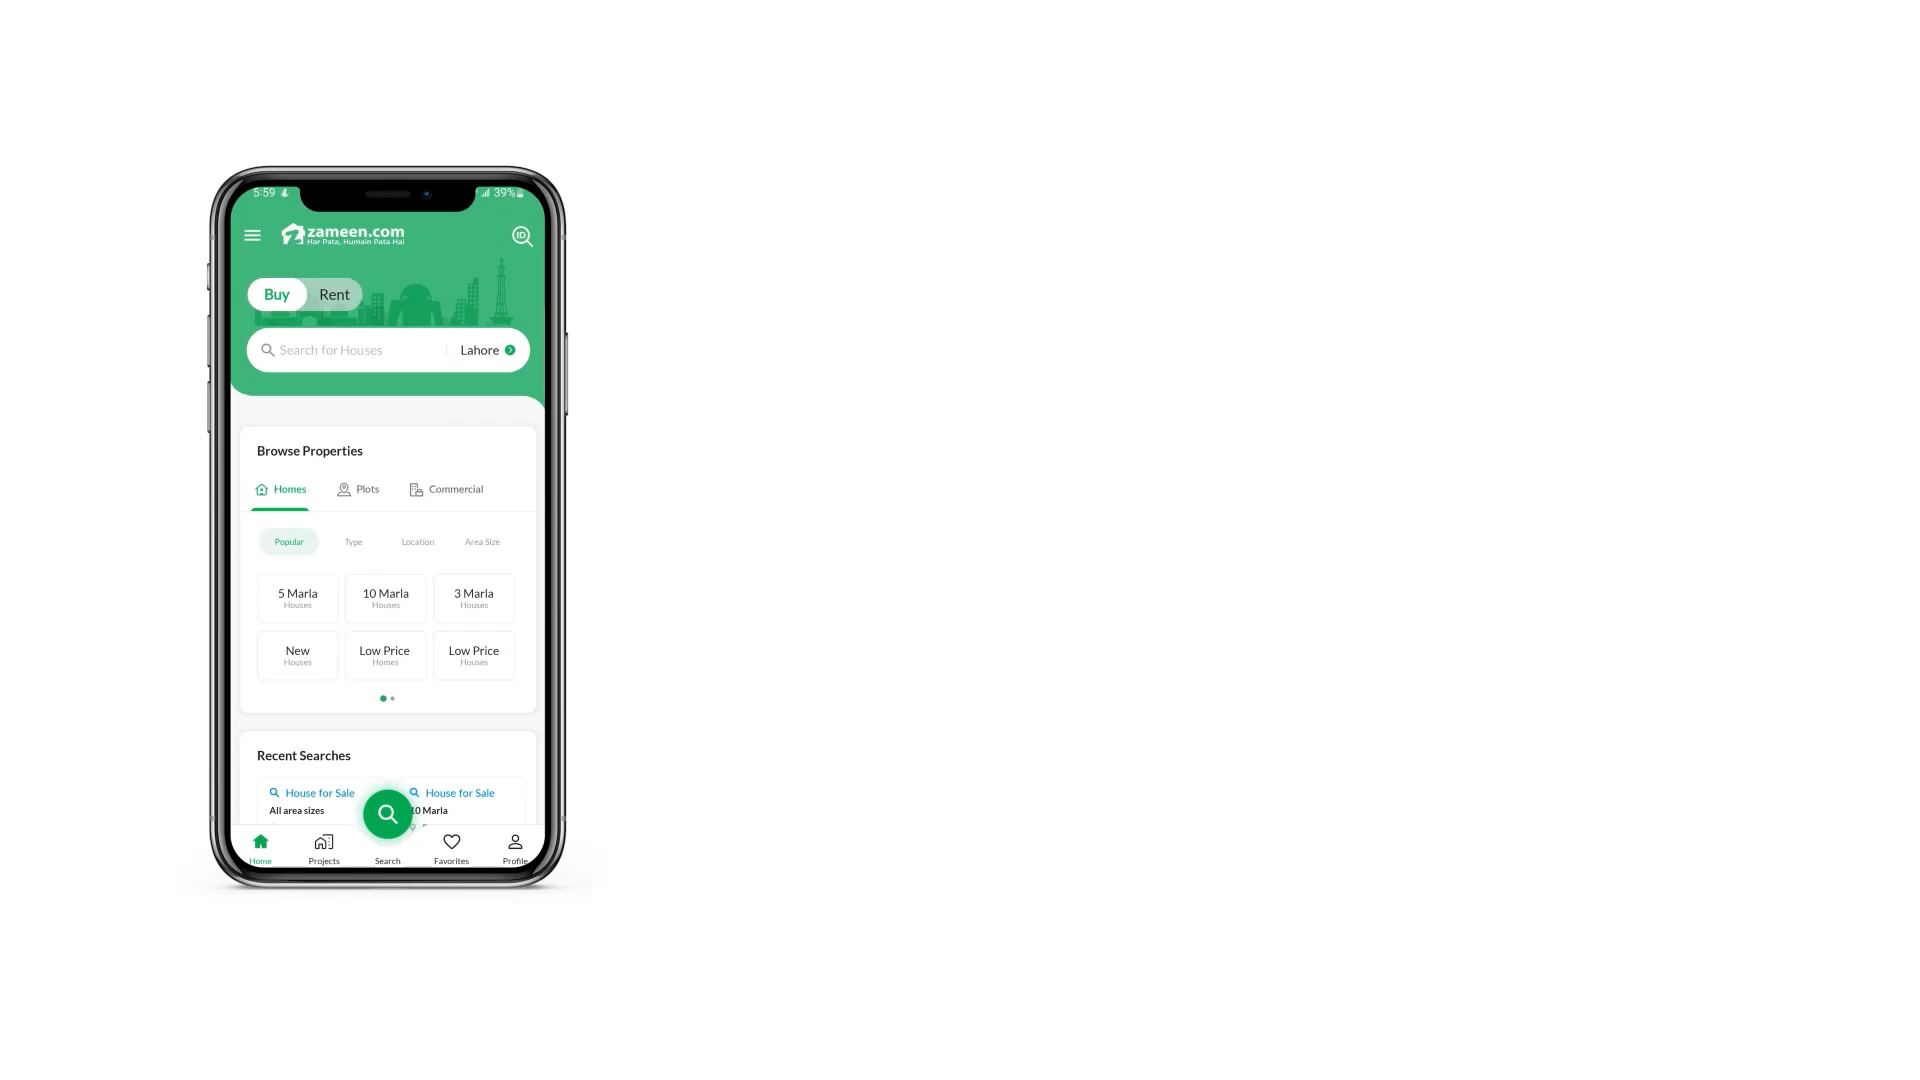 5:59 39%
zameen.com
Har Pata, Humain Pata Hai
ID
Buy Rent
Search for Houses Lahore
Browse Properties
Homes Plots Commercial
Popular Type Location Area Size
5 Marla 10 Marla 3 Marla
Houses Houses Houses
New Low Price Low Price
Houses Homes Houses
Recent Searches
House for Sale House for Sale
All area sizes 10 Marla
Home Projects Search Favorites Profile